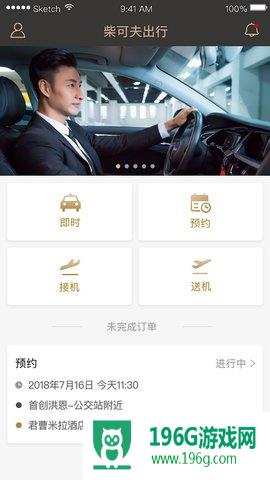 Sketch 9:41 AM 100%
柴可夫出行
即时 预约
接机 送机
未完成订单
预约 进行中 >
2018年7月16日 今天11:30
首创洪恩-公交站附近
君曹米拉酒店
196G游戏网
www.196g.com